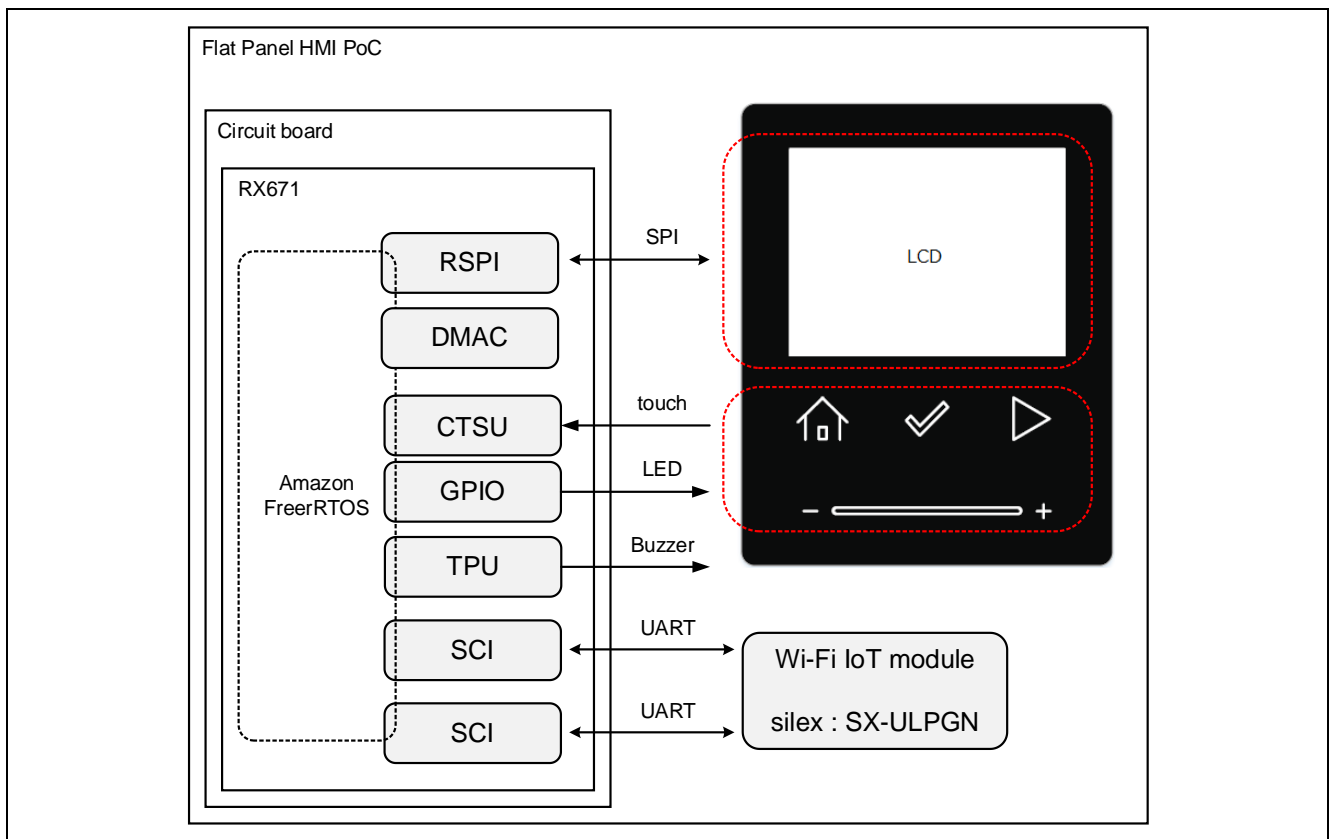 Flat Panel HMI PoC
Circuit board
RX671
RSPI
SPI
LCD
DMAC
CTSU
touch
Amazon
FreerRTOS
GPIO
LED
TPU
Buzzer
− +
SCI
UART
Wi-Fi IoT module
silex : SX-ULPGN
SCI
UART